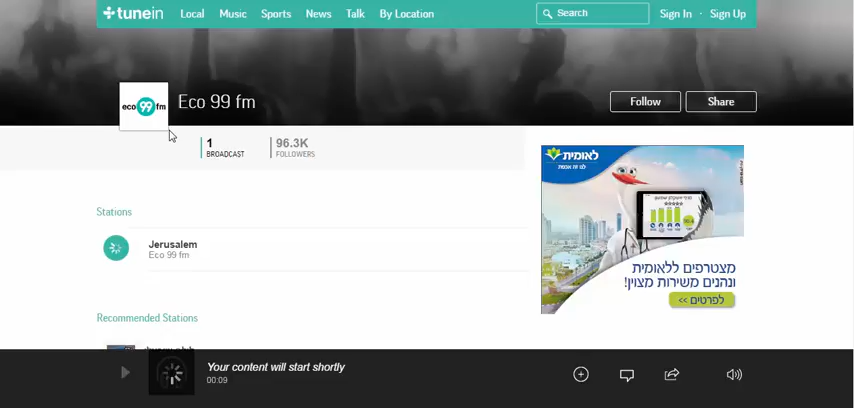 tunein
Local
Music
Sports
News
Talk
By Location
Search
Sign In · Sign Up
eco 99 fm
Eco 99 fm
Follow
Share
1
BROADCAST
96.3K
FOLLOWERS
לאומית
Stations
Jerusalem
Eco 99 fm
מצטרפים ללאומית
ונהנים משירות מצוין!
לפרטים >>
Recommended Stations
Your content will start shortly
00:09